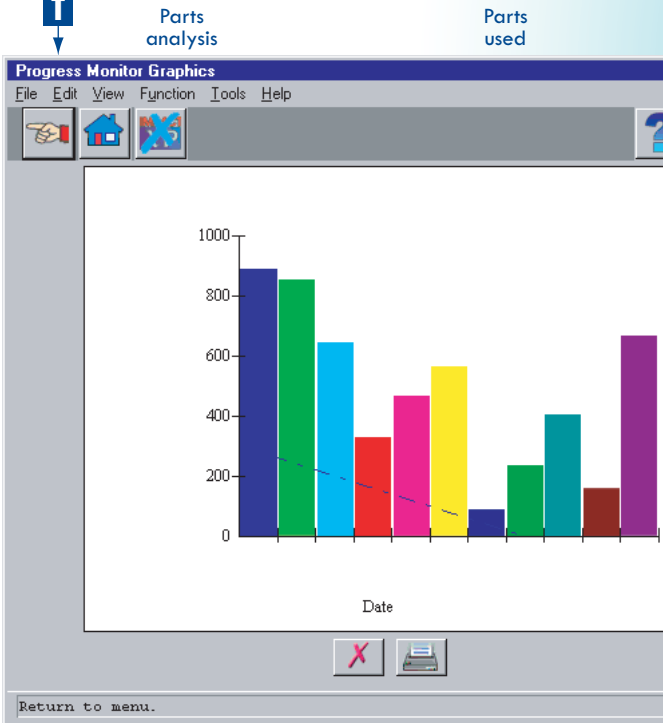 T
Parts
analysis
Parts
used
Progress Monitor Graphics
File Edit View Function Tools Help
?
1000
800
600
400
200
0
Date
Return to menu.